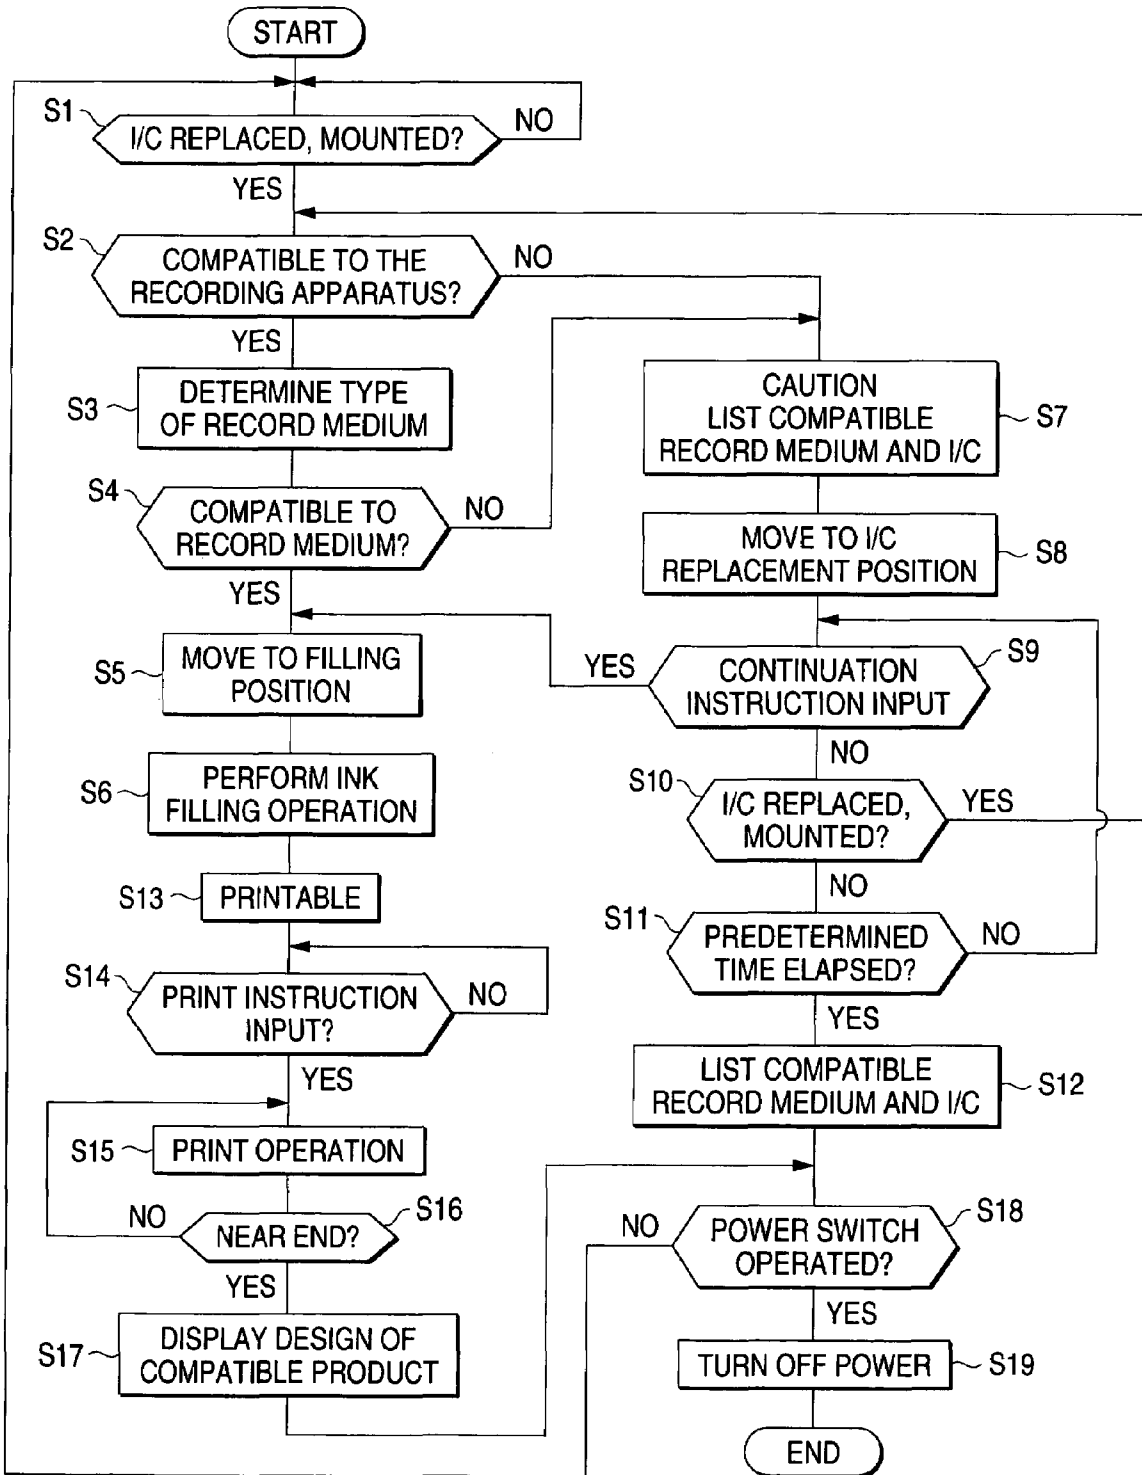 START
S1
I/C REPLACED, MOUNTED?
NO
YES
S2
COMPATIBLE TO THE
RECORDING APPARATUS?
NO
YES
S3
DETERMINE TYPE
OF RECORD MEDIUM
S4
COMPATIBLE TO
RECORD MEDIUM?
NO
YES
S5
MOVE TO FILLING
POSITION
S6
PERFORM INK
FILLING OPERATION
S13
PRINTABLE
S14
PRINT INSTRUCTION
INPUT?
NO
YES
S15
PRINT OPERATION
S16
NEAR END?
NO
YES
S17
DISPLAY DESIGN OF
COMPATIBLE PRODUCT
CAUTION
LIST COMPATIBLE
RECORD MEDIUM AND I/C
S7
MOVE TO I/C
REPLACEMENT POSITION
S8
YES
CONTINUATION
INSTRUCTION INPUT
S9
NO
S10
I/C REPLACED,
MOUNTED?
YES
NO
S11
PREDETERMINED
TIME ELAPSED?
NO
YES
LIST COMPATIBLE
RECORD MEDIUM AND I/C
S12
NO
POWER SWITCH
OPERATED?
S18
YES
TURN OFF POWER
S19
END